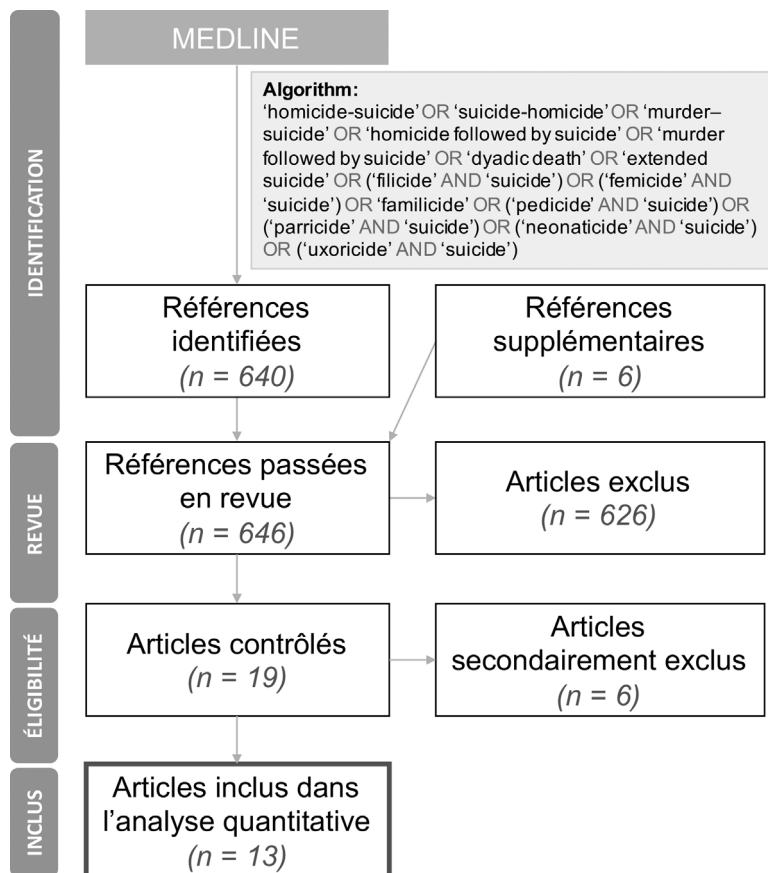 MEDLINE
Algorithm:
‘homicide-suicide’ OR ‘suicide-homicide’ OR ‘murder–
suicide’ OR ‘homicide followed by suicide’ OR ‘murder
followed by suicide’ OR ‘dyadic death’ OR ‘extended
suicide’ OR (‘filicide’ AND ‘suicide’) OR (‘femicide’ AND
‘suicide’) OR ‘familicide’ OR (‘pedicide’ AND ‘suicide’) OR
(‘parricide’ AND ‘suicide’) OR (‘neonaticide’ AND ‘suicide’)
OR (‘uxoricide’ AND ‘suicide’)
IDENTIFICATION
Références
identifiées
(n = 640)
Références
supplémentaires
(n = 6)
REVUE
Références passées
en revue
(n = 646)
Articles exclus
(n = 626)
ÉLIGIBILITÉ
Articles contrôlés
(n = 19)
Articles
secondairement exclus
(n = 6)
INCLUS
Articles inclus dans
l’analyse quantitative
(n = 13)